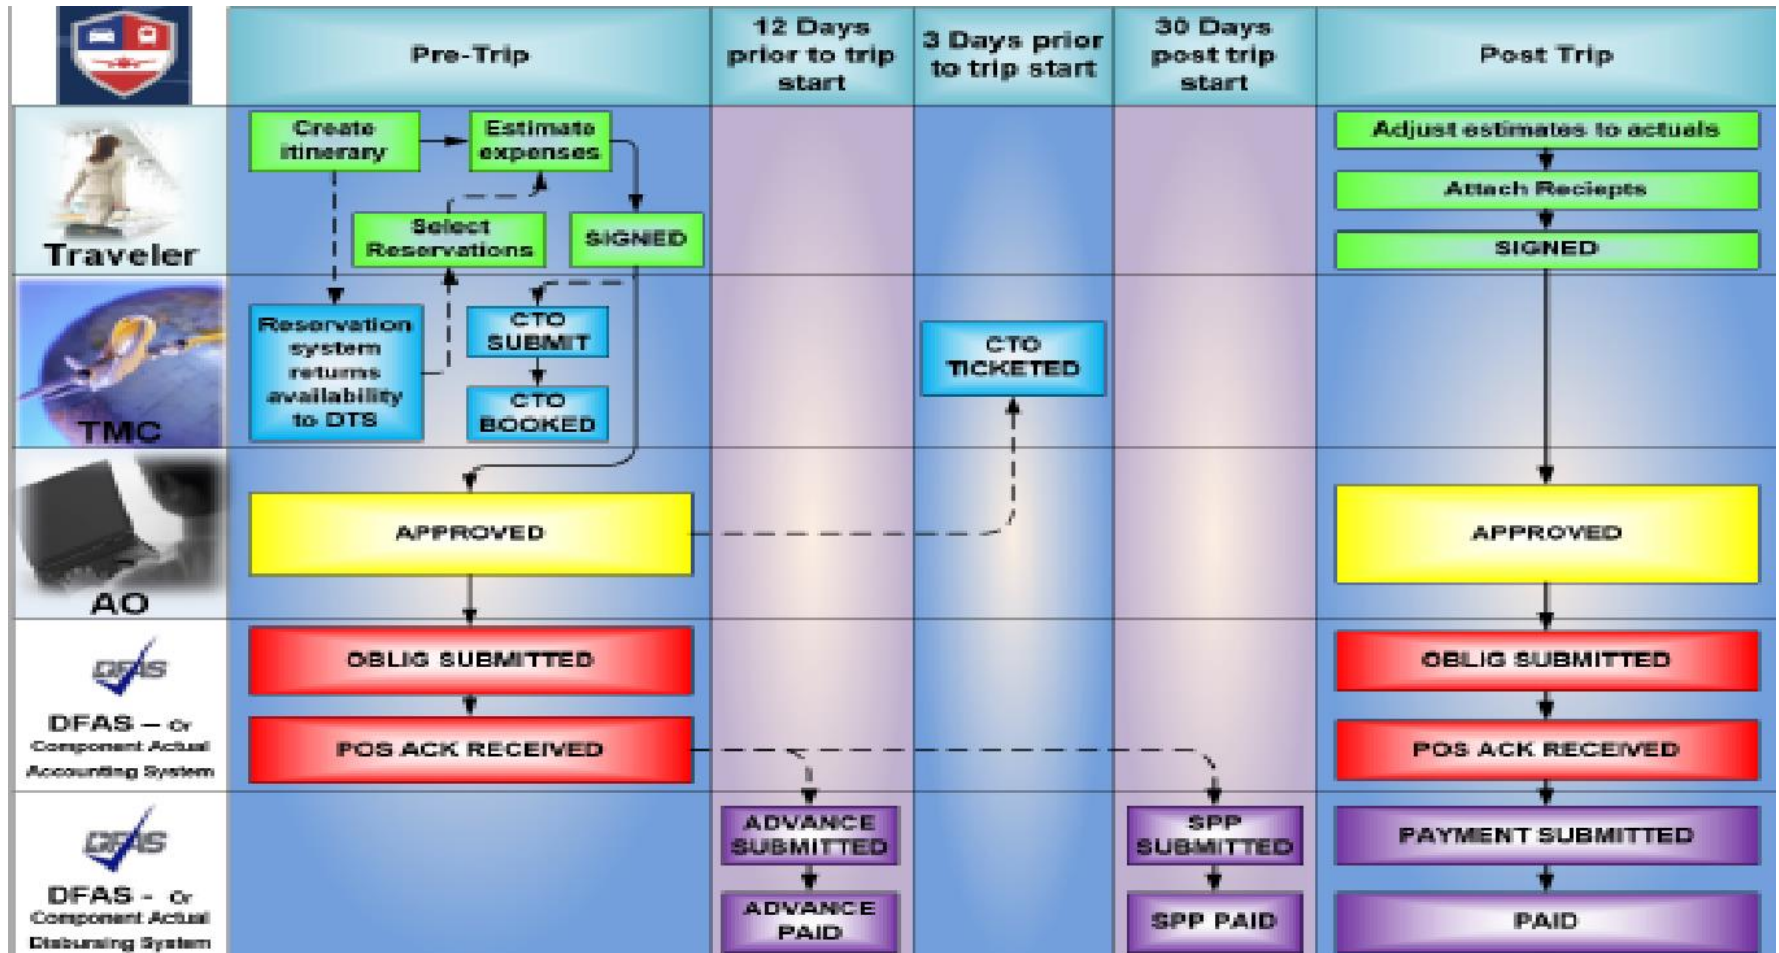 Pre-Trip
12 Days
prior to trip
start
3 Days prior
to trip start
30 Days
post trip
start
Post Trip
Traveler
Create
itinerary
Estimate
expenses
Select
Reservations
SIGNED
Adjust estimates to actuals
Attach Reciepts
SIGNED
TMC
Reservation
system
returns
availability
to DTS
CTO
SUBMIT
CTO
BOOKED
CTO
TICKETED
AO
APPROVED
APPROVED
DFAS
DFAS – Or
Component Actual
Accounting System
OBLIG SUBMITTED
POS ACK RECEIVED
OBLIG SUBMITTED
POS ACK RECEIVED
DFAS
DFAS - Or
Component Actual
Disbursing System
ADVANCE
SUBMITTED
ADVANCE
PAID
SPP
SUBMITTED
SPP PAID
PAYMENT SUBMITTED
PAID